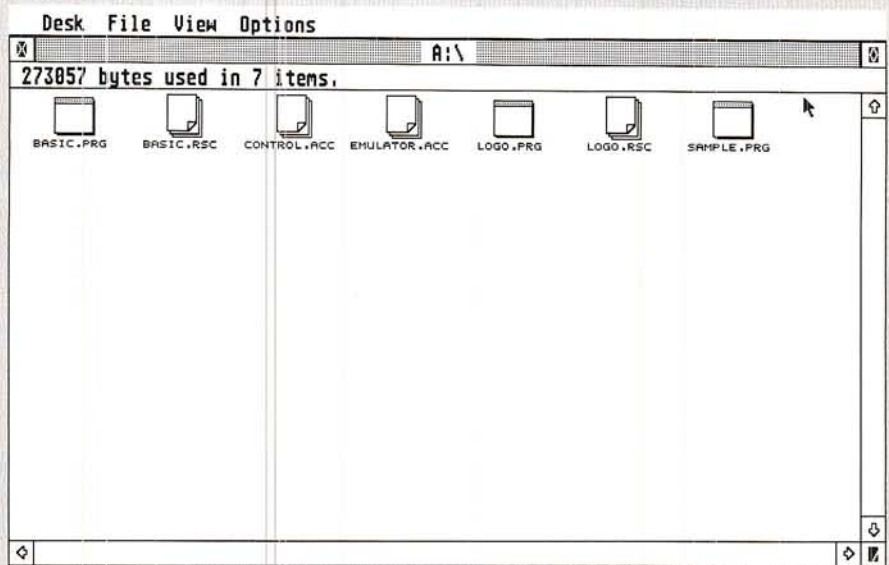 Desk File View Options
A:\
273057 bytes used in 7 items.
BASIC.PRG BASIC.RSC CONTROL.ACC EMULATOR.ACC LOGO.PRG LOGO.RSC SAMPLE.PRG